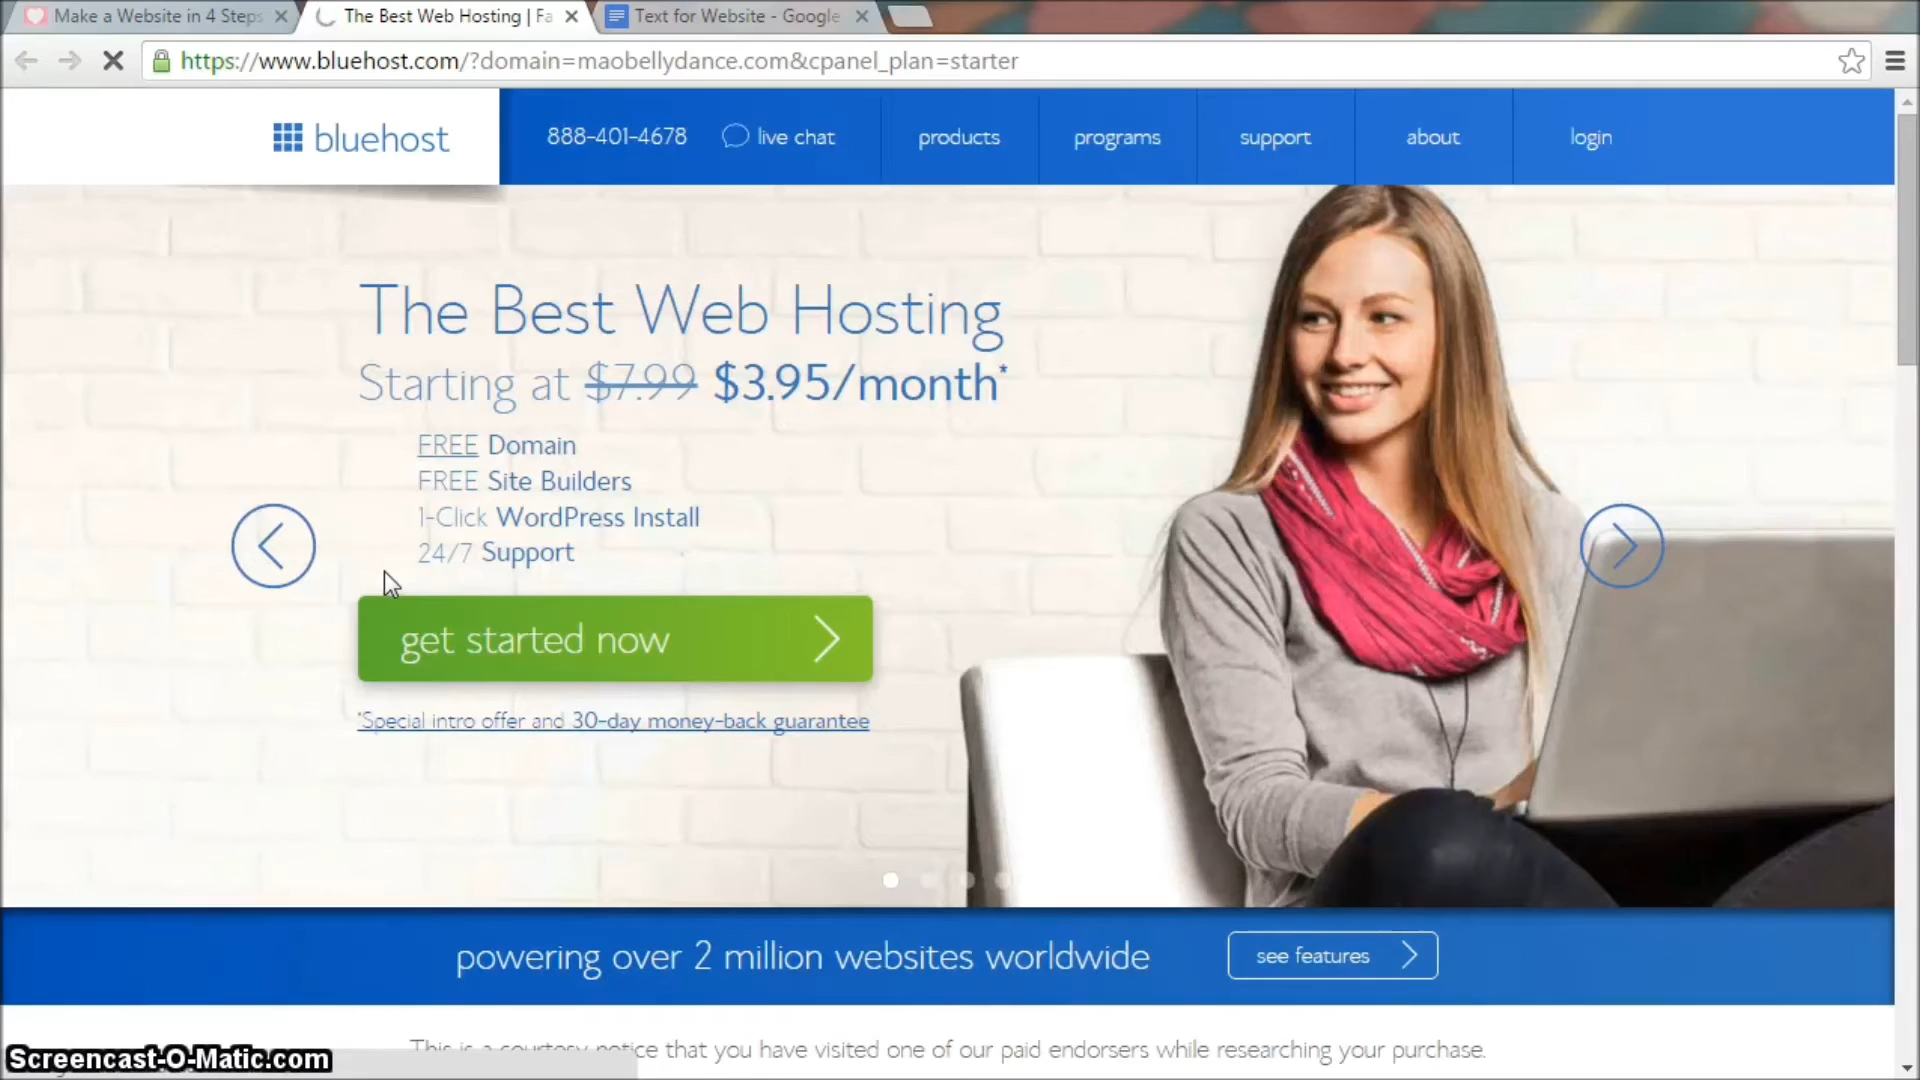 Make a Website in 4 Steps
The Best Web Hosting | Fa
Text for Website - Google
https://www.bluehost.com/?domain=maobellydance.com&cpanel_plan=starter
bluehost
888-401-4678
live chat
products
programs
support
about
login
The Best Web Hosting
Starting at $7.99 $3.95/month*
FREE Domain
FREE Site Builders
1-Click WordPress Install
24/7 Support
get started now
*Special intro offer and 30-day money-back guarantee
powering over 2 million websites worldwide
see features
This is a courtesy notice that you have visited one of our paid endorsers while researching your purchase.
Screencast-O-Matic.com